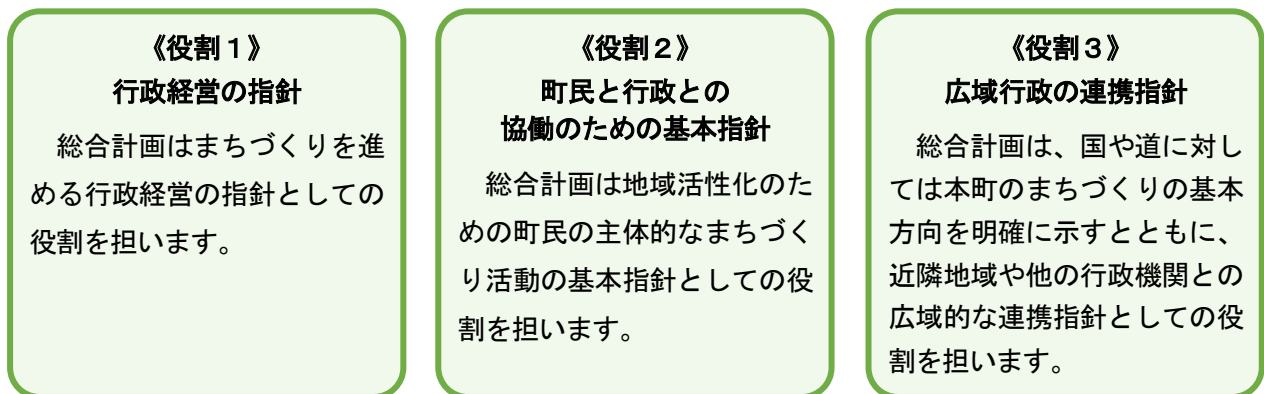 《役割１》
行政経営の指針
総合計画はまちづくりを進
める行政経営の指針としての
役割を担います。
《役割２》
町民と行政との
協働のための基本指針
総合計画は地域活性化のた
めの町民の主体的なまちづく
り活動の基本指針としての役
割を担います。
《役割３》
広域行政の連携指針
総合計画は、国や道に対し
ては本町のまちづくりの基本
方向を明確に示すとともに、
近隣地域や他の行政機関との
広域的な連携指針としての役
割を担います。